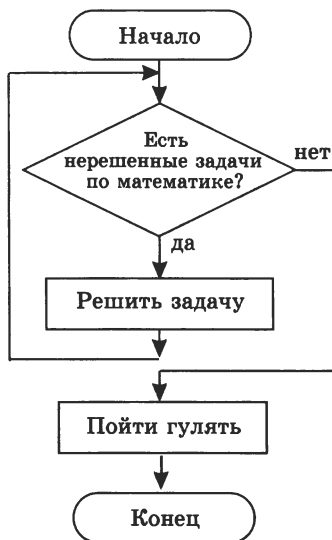 Начало
Есть
нерешенные задачи
по математике?
нет
да
Решить задачу
Пойти гулять
Конец